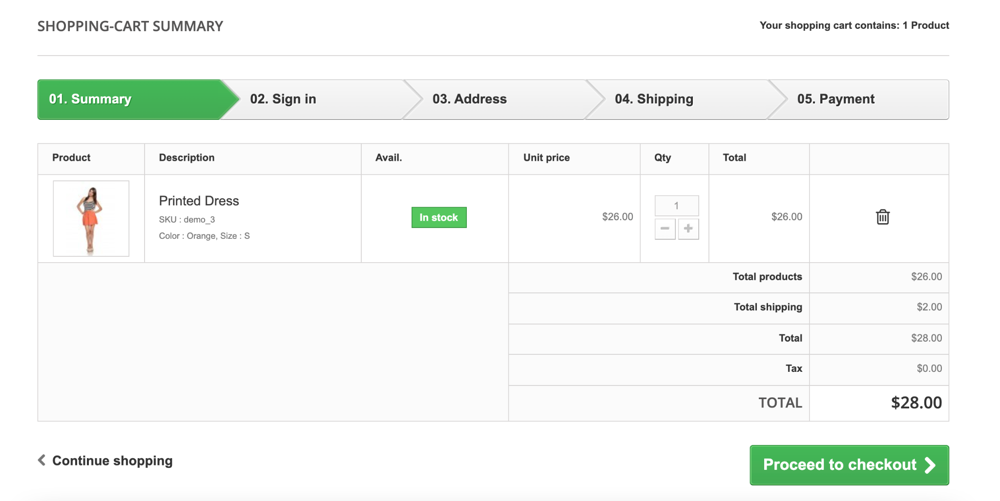 SHOPPING-CART SUMMARY
Your shopping cart contains: 1 Product
01. Summary
02. Sign in
03. Address
04. Shipping
05. Payment
Product
Description
Avail.
Unit price
Qty
Total
Printed Dress
SKU : demo_3
Color : Orange, Size : S
In stock
$26.00
1
$26.00
Total products
$26.00
Total shipping
$2.00
Total
$28.00
Tax
$0.00
TOTAL
$28.00
Continue shopping
Proceed to checkout